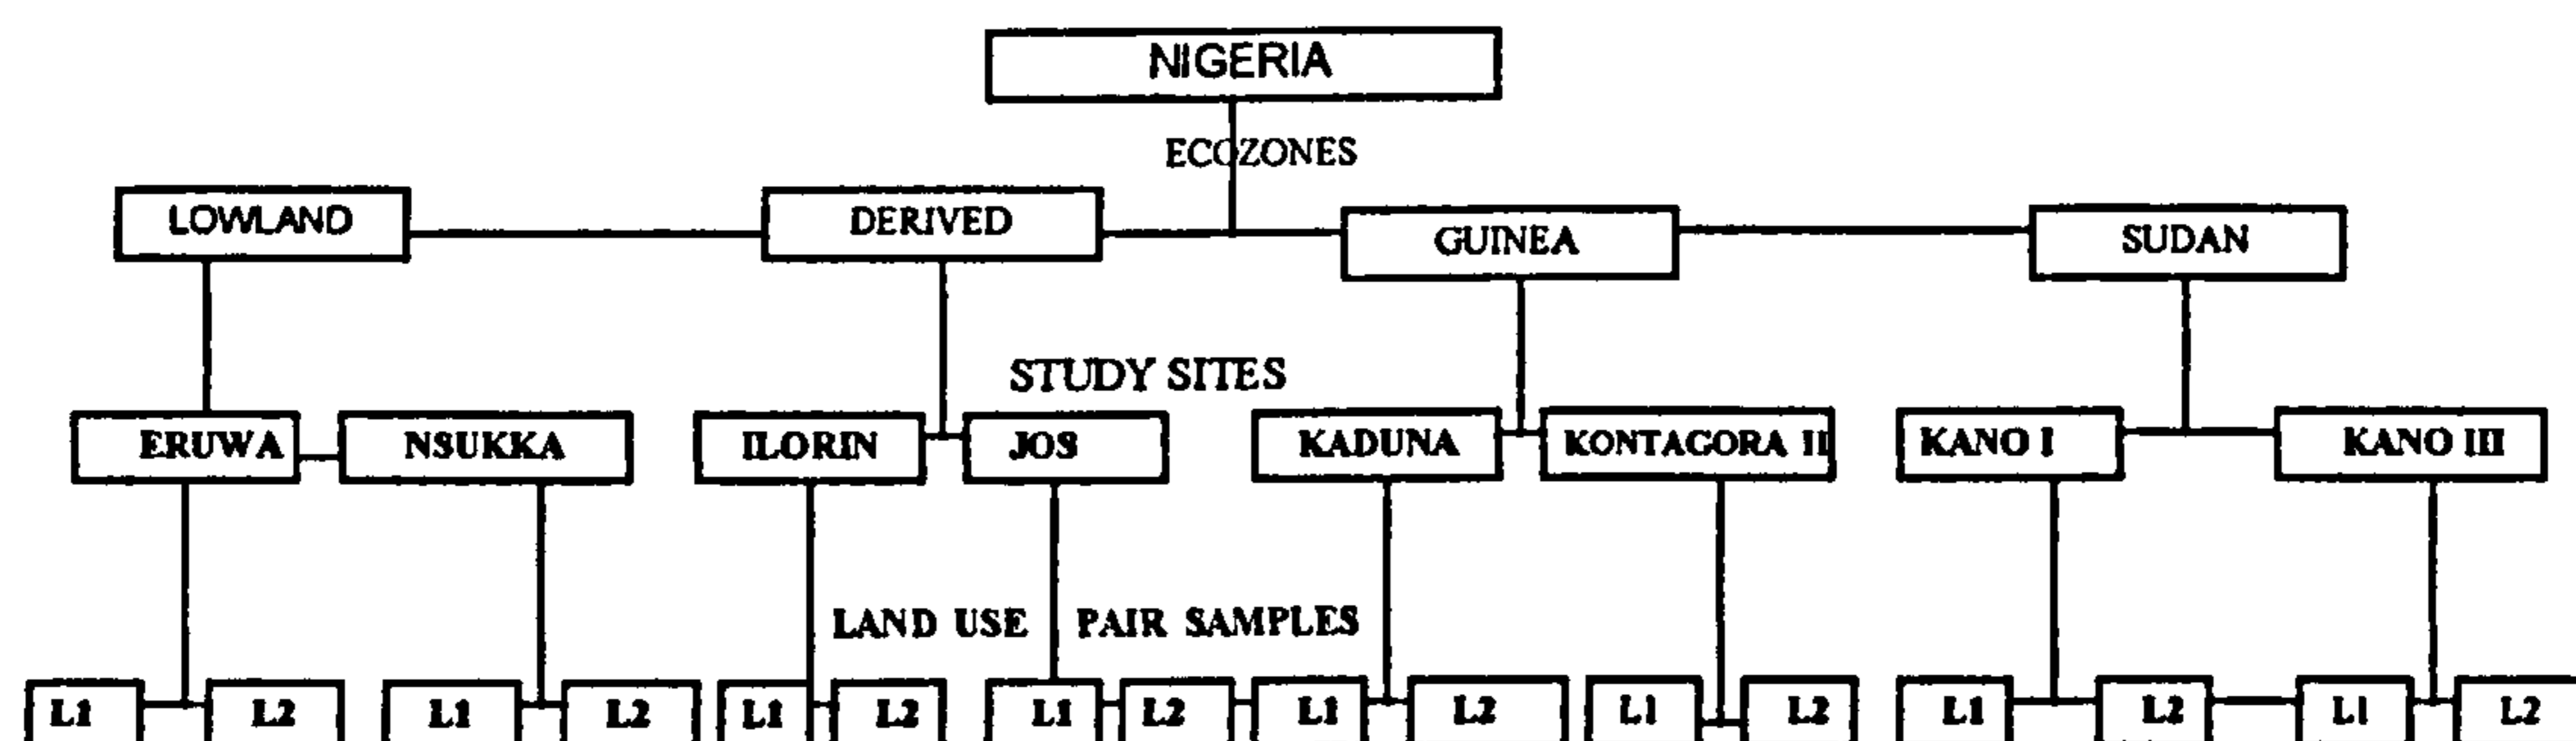 NIGERIA
ECOZONES
LOWLAND DERIVED GUINEA SUDAN
STUDY SITES
ERUWA NSUKKA ILORIN JOS KADUNA KONTAGORA II KANO I KANO III
LAND USE PAIR SAMPLES
L1 L2 L1 L2 L1 L2 L1 L2 L1 L2 L1 L2 L1 L2 L1 L2